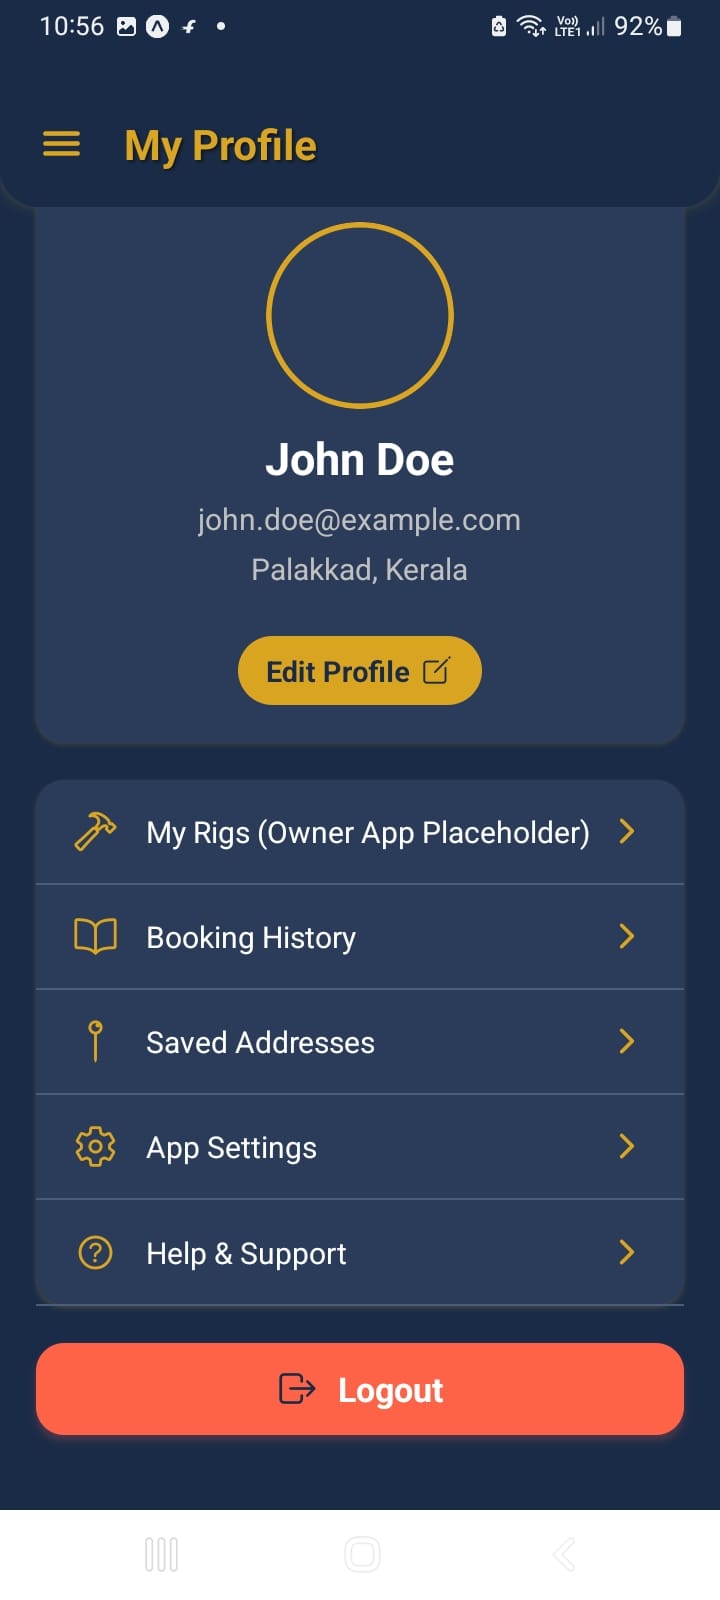 10:56
Vo))
LTE1
92%
My Profile
John Doe
john.doe@example.com
Palakkad, Kerala
Edit Profile
My Rigs (Owner App Placeholder)
Booking History
Saved Addresses
App Settings
Help & Support
Logout